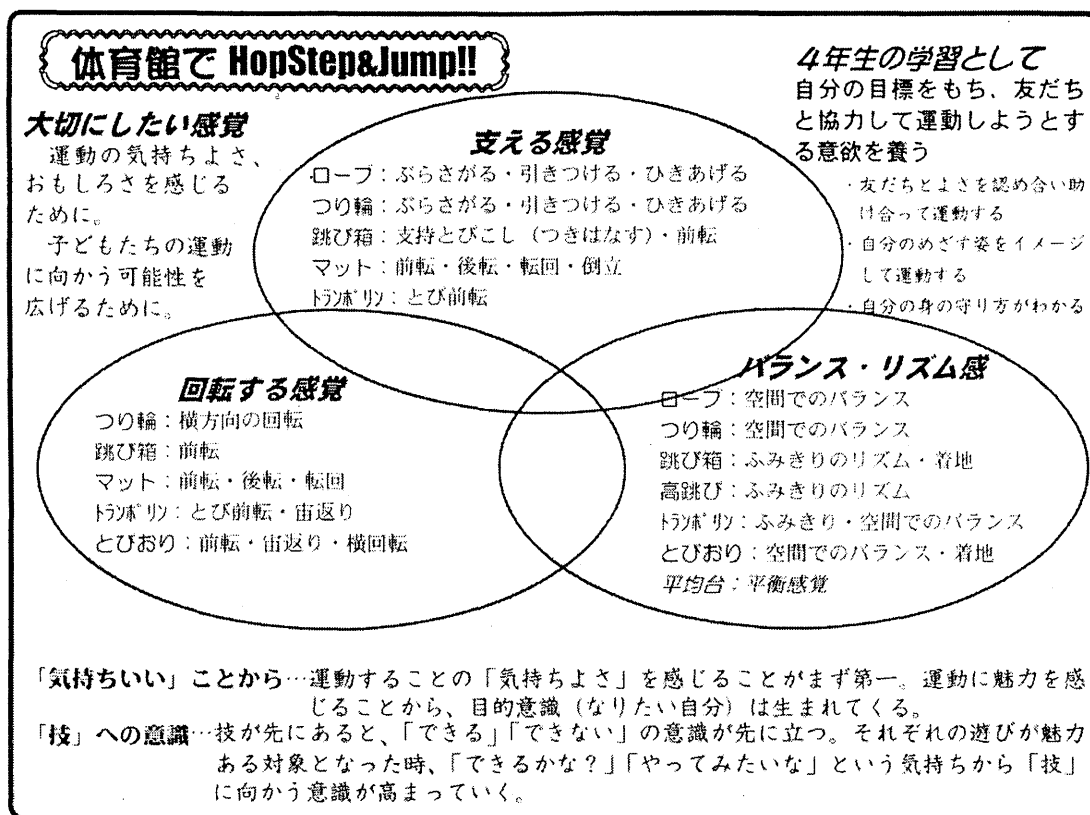 体育館で HopStep&Jump!!
大切にしたい感覚
運動の気持ちよさ、
おもしろさを感じる
ために。
子どもたちの運動
に向かう可能性を
広げるために。
4年生の学習として
自分の目標をもち、友だち
と協力して運動しようとす
る意欲を養う
・友だちとよさを認め合い助
け合って運動する
・自分のめざす姿をイメージ
して運動する
・自分の身の守り方がわかる
支える感覚
ロープ：ぶらさがる・引きつける・ひきあげる
つり輪：ぶらさがる・引きつける・ひきあげる
跳び箱：支持とびこし（つきはなす）・前転
マット：前転・後転・転回・倒立
トランポリン：とび前転
回転する感覚
つり輪：横方向の回転
跳び箱：前転
マット：前転・後転・転回
トランポリン：とび前転・宙返り
とびおり：前転・宙返り・横回転
バランス・リズム感
ロープ：空間でのバランス
つり輪：空間でのバランス
跳び箱：ふみきりのリズム・着地
高跳び：ふみきりのリズム
トランポリン：ふみきり・空間でのバランス
とびおり：空間でのバランス・着地
平均台：平衡感覚
「気持ちいい」ことから…運動することの「気持ちよさ」を感じることがまず第一。運動に魅力を感
じることから、目的意識（なりたい自分）は生まれてくる。
「技」への意識…技が先にあると、「できる」「できない」の意識が先に立つ。それぞれの遊びが魅力
ある対象となった時、「できるかな？」「やってみたいな」という気持ちから「技」
に向かう意識が高まっていく。